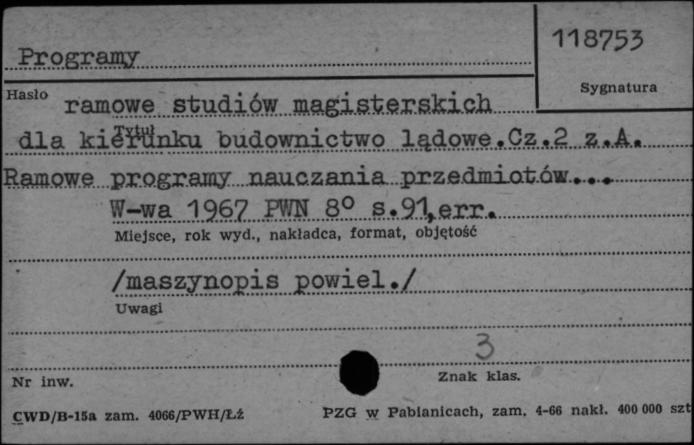 118753
Programy
Sygnatura
Hasło
ramowe studiów magisterskich
Tytuł
dla kierunku budownictwo lądowe.Cz.2 z.A.
Ramowe programy nauczania przedmiotów...
W-wa 1967 PWN 8° s.91,err.
Miejsce, rok wyd., nakładca, format, objętość
/maszynopis powiel./
Uwagi
3
Nr inw.
Znak klas.
CWD/B-15a zam. 4066/PWH/Łź
PZG w Pabianicach, zam. 4-66 nakł. 400 000 szt